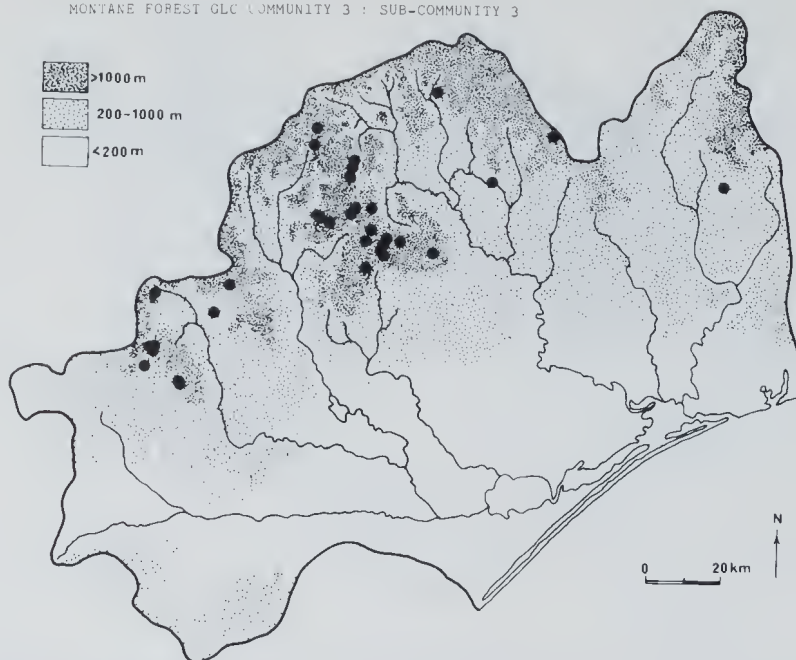 MONTANE FOREST GLC COMMUNITY 3 : SUB-COMMUNITY 3
>1000 m
200-1000 m
<200 m
N
0 20 km